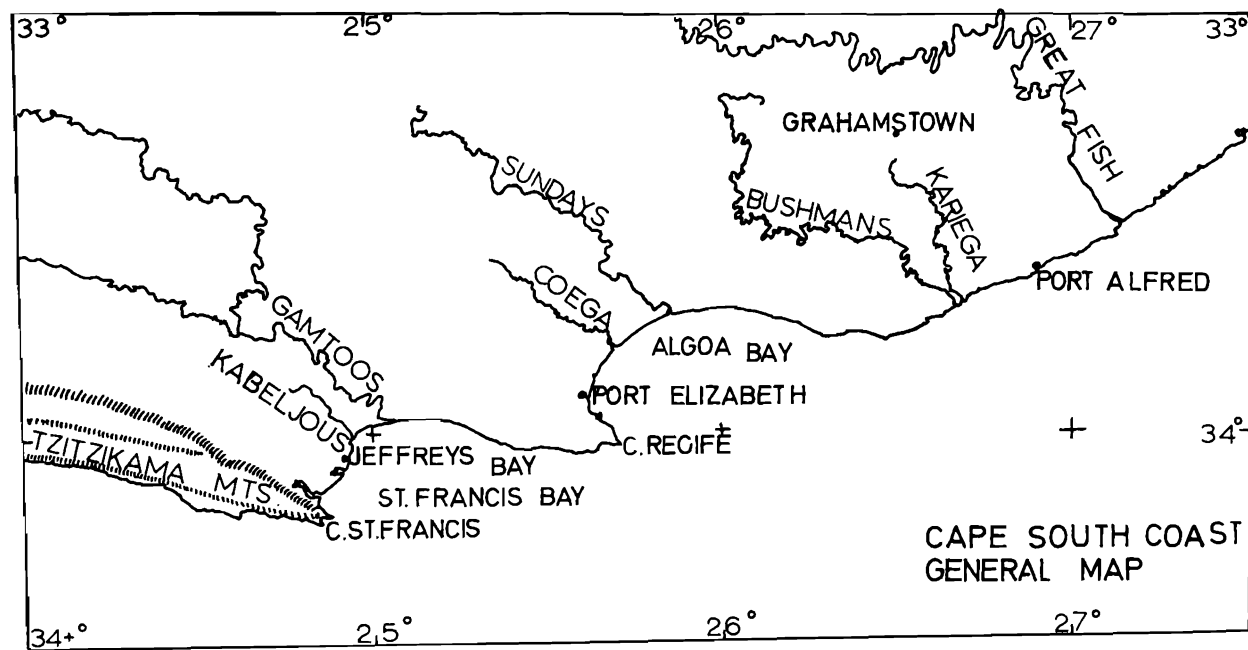 33° 25° 26° 27° 33°
GREAT FISH
GRAHAMSTOWN
SUNDAYS
KARIEGA
BUSHMANS
COEGA
PORT ALFRED
GAMTOOS
ALGOA BAY
KABELJOUS
PORT ELIZABETH
C.RECIFE
34°
TZITZIKAMA MTS
JEFFREYS BAY
ST.FRANCIS BAY
C.ST.FRANCIS
CAPE SOUTH COAST
GENERAL MAP
34+° 25° 26° 27°